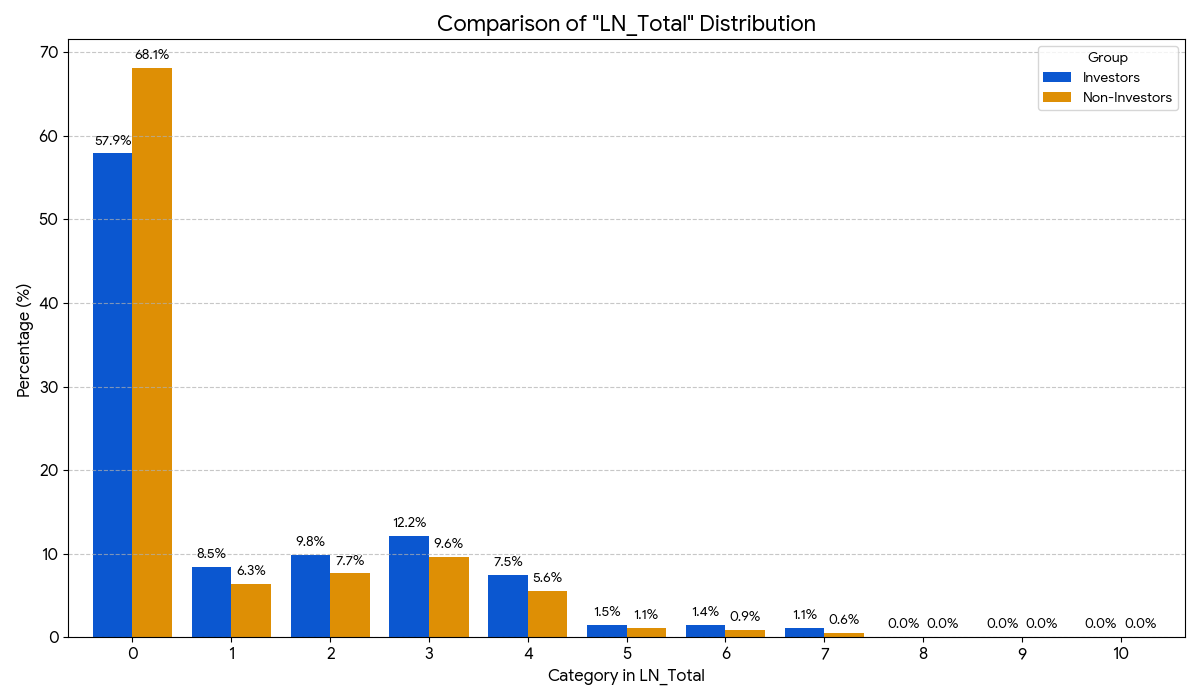 Comparison of "LN_Total" Distribution
Group
Investors
Non-Investors
Percentage (%)
70
60
50
40
30
20
10
0
57.9% 68.1%
8.5% 6.3%
9.8% 7.7%
12.2% 9.6%
7.5% 5.6%
1.5% 1.1%
1.4% 0.9%
1.1% 0.6%
0.0% 0.0%
0.0% 0.0%
0.0% 0.0%
0 1 2 3 4 5 6 7 8 9 10
Category in LN_Total